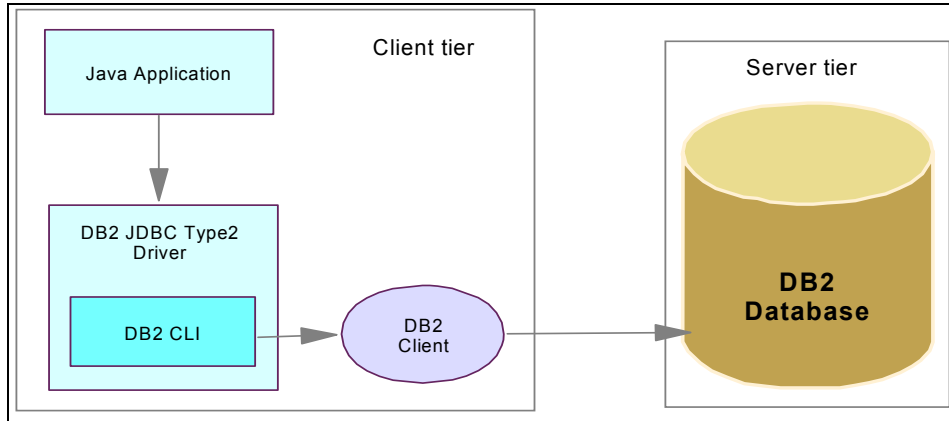 Client tier
Java Application
Server tier
DB2 JDBC Type2
Driver
DB2 CLI
DB2
Client
DB2
Database